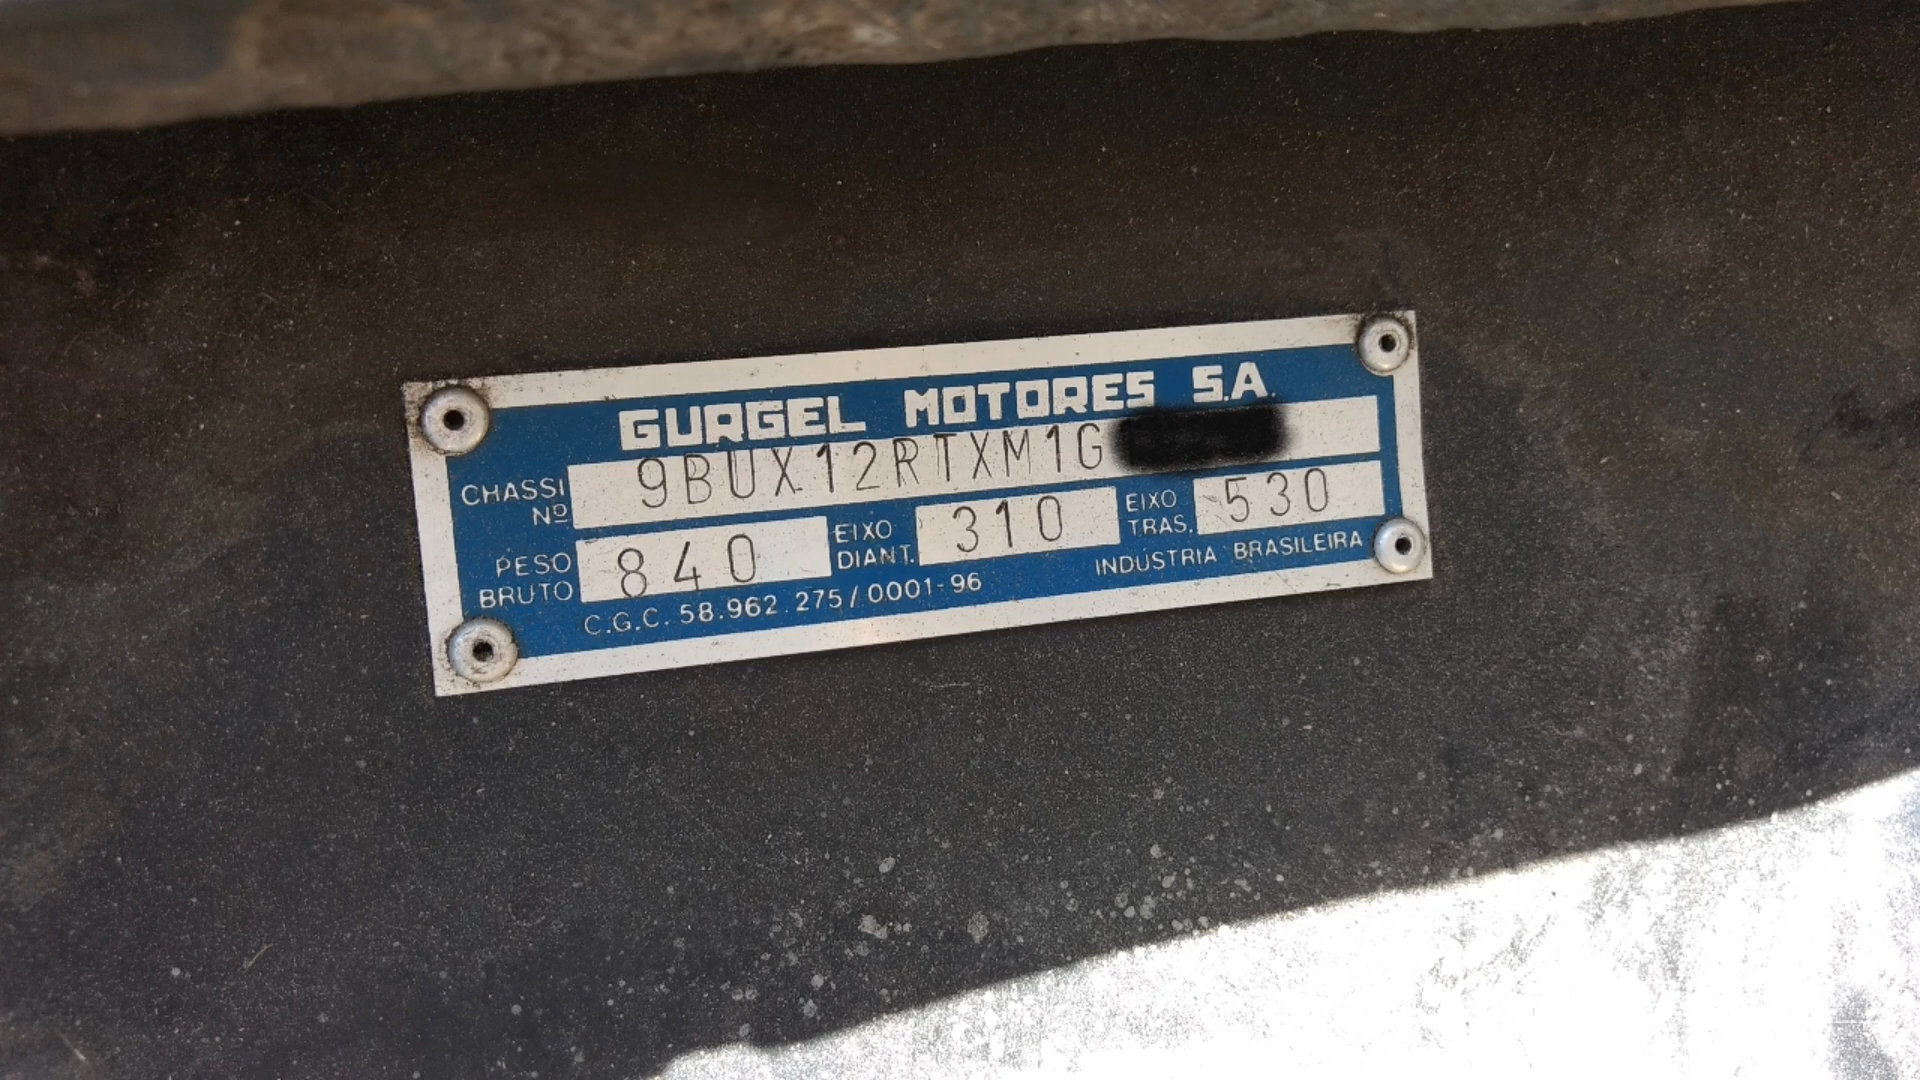 GURGEL MOTORES S.A.
CHASSI Nº 9BUX12RTXM1G
PESO BRUTO 840 EIXO DIANT. 310 EIXO TRAS. 530
C.G.C. 58.962.275/0001-96 INDÚSTRIA BRASILEIRA